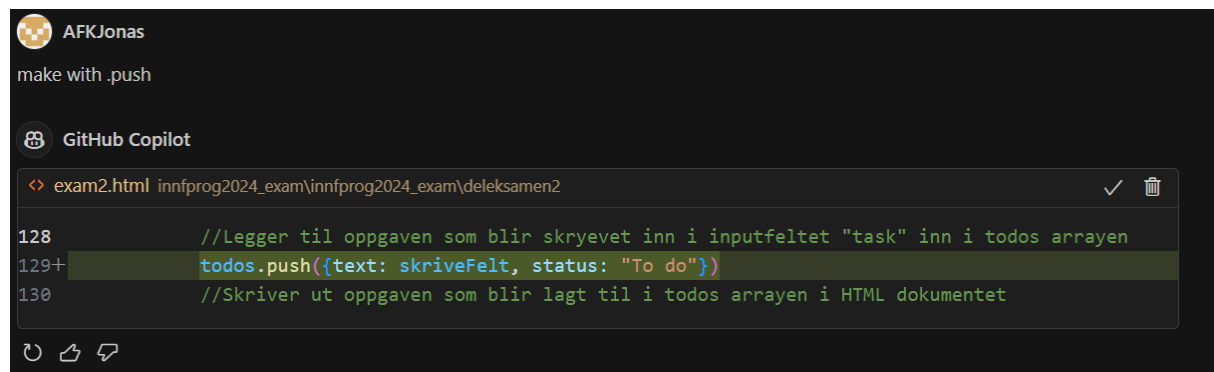 AFKJonas
make with .push
GitHub Copilot
<> exam2.html innfprog2024_exam\innfprog2024_exam\deleksamen2
128 //Legger til oppgaven som blir skryevet inn i inputfeltet "task" inn i todos arrayen
129+ todos.push({text: skriveFelt, status: "To do"})
130 //Skriver ut oppgaven som blir lagt til i todos arrayen i HTML dokumentet